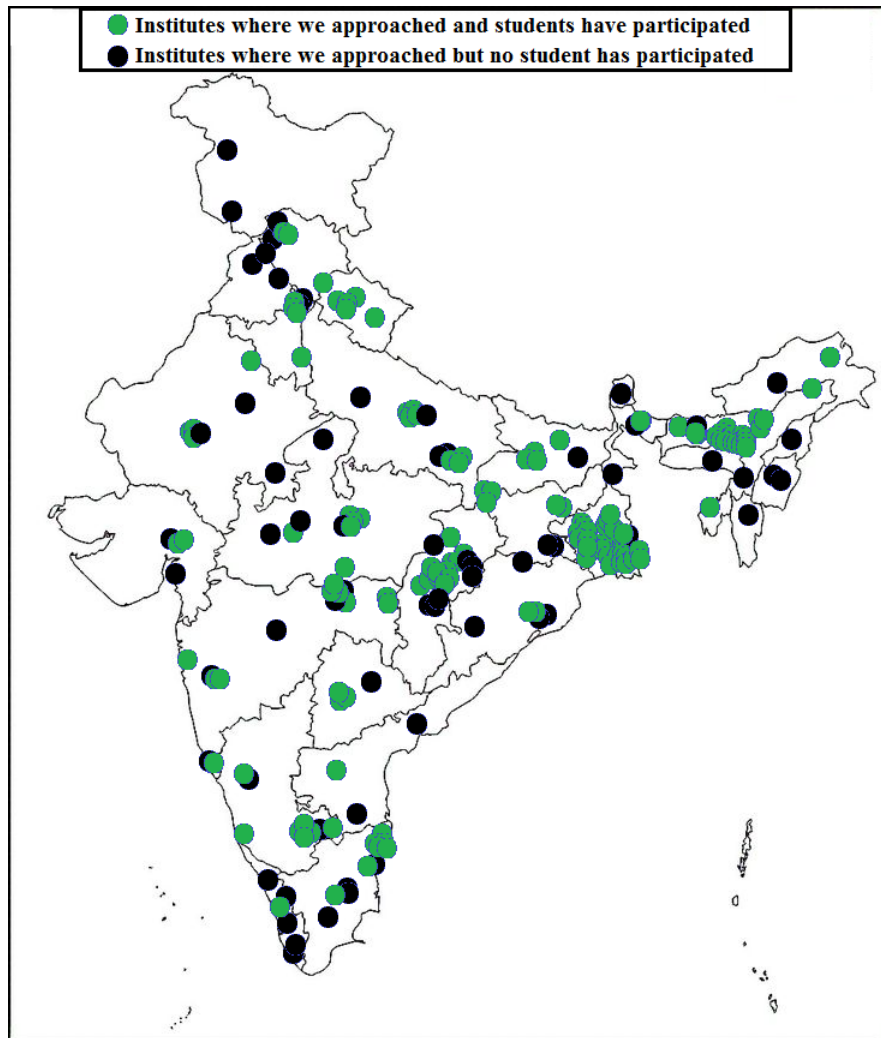 Institutes where we approached and students have participated
Institutes where we approached but no student has participated